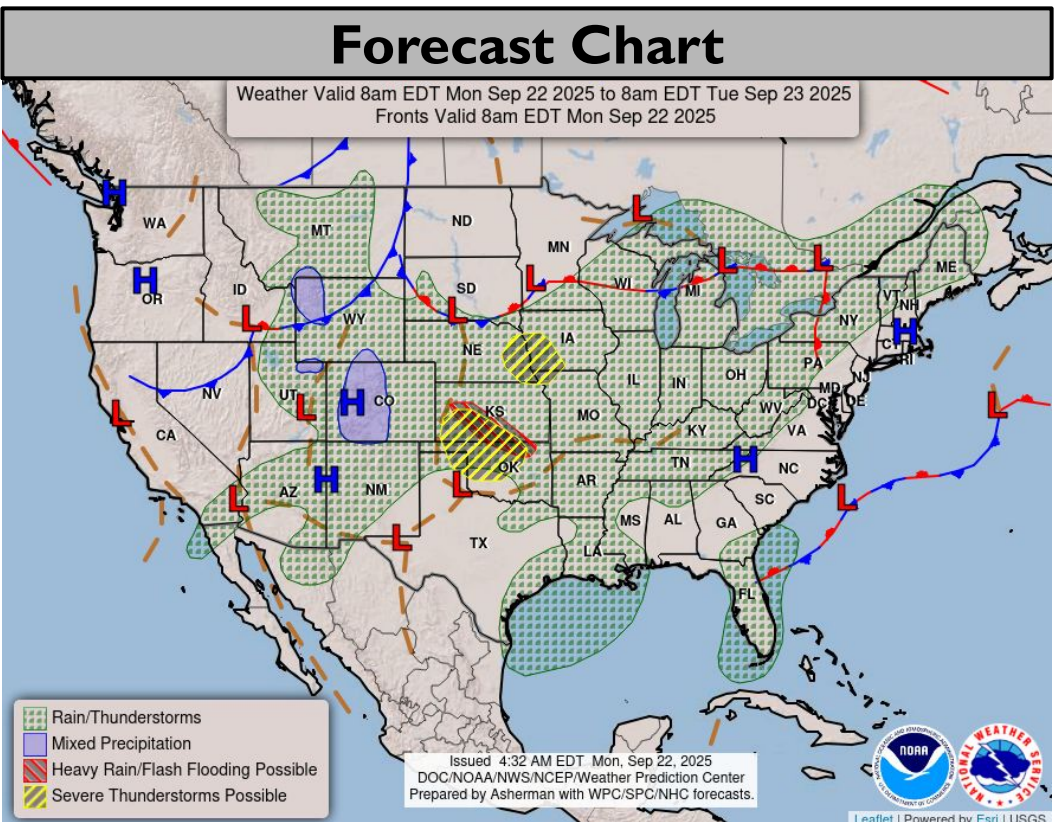 Forecast Chart
Weather Valid 8am EDT Mon Sep 22 2025 to 8am EDT Tue Sep 23 2025
Fronts Valid 8am EDT Mon Sep 22 2025
H
L
WA
MT
ND
MN
L
L
L
ME
H
OR
ID
SD
L
WI
MI
VT
NH
L
WY
L
NY
H
CT
RI
NE
IA
PA
NJ
L
CA
NV
UT
L
H
CO
KS
MO
IL
IN
OH
WV
MD
DC
DE
L
KY
VA
L
AZ
H
NM
L
OK
AR
TN
H
NC
L
SC
L
TX
MS
AL
GA
LA
FL
Rain/Thunderstorms
Mixed Precipitation
Heavy Rain/Flash Flooding Possible
Severe Thunderstorms Possible
Issued 4:32 AM EDT Mon, Sep 22, 2025
DOC/NOAA/NWS/NCEP/Weather Prediction Center
Prepared by Asherman with WPC/SPC/NHC forecasts.
NOAA
NATIONAL WEATHER SERVICE
Leaflet | Powered by Esri | USGS